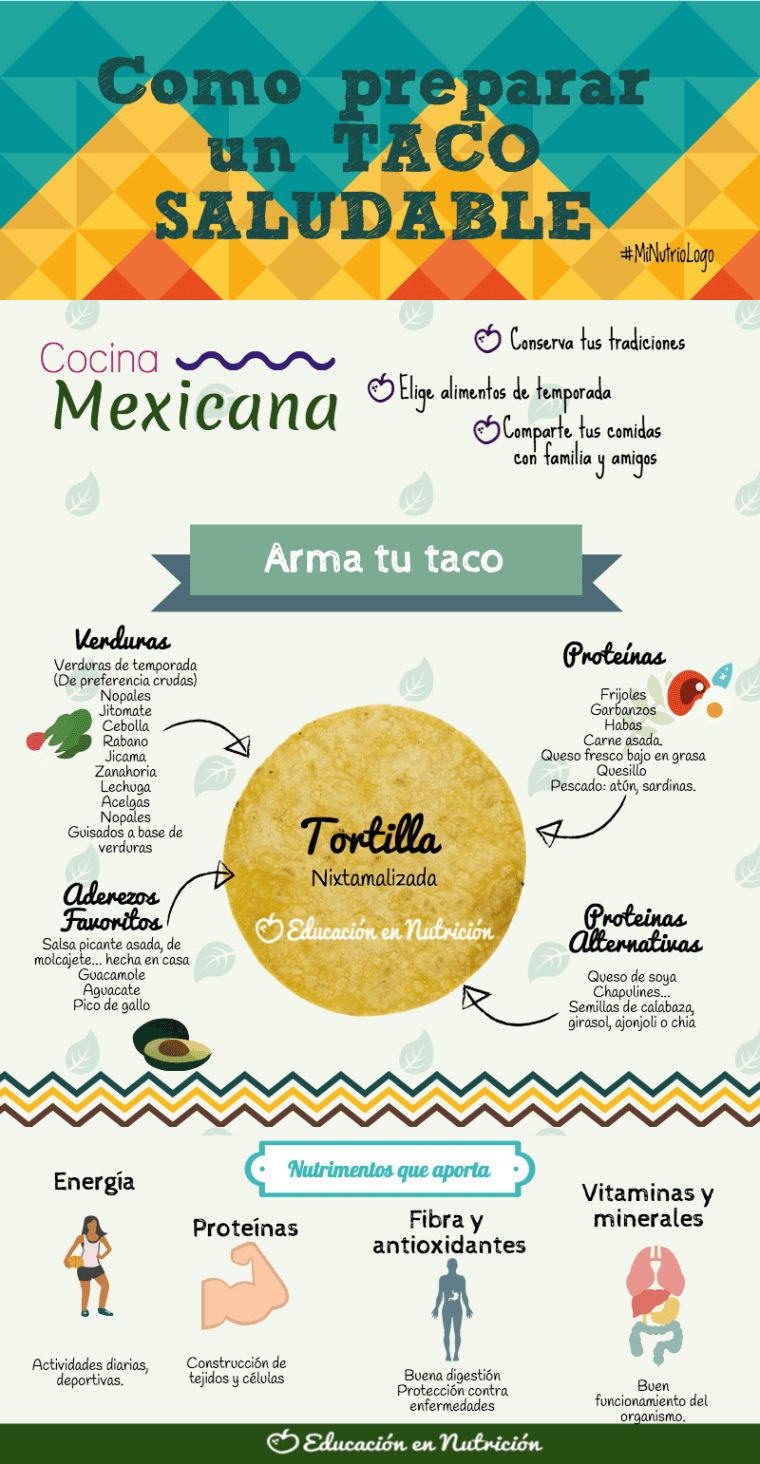 Como preparar
un TACO
SALUDABLE
#MiNutrioLogo
Cocina
Mexicana
Conserva tus tradiciones
Elige alimentos de temporada
Comparte tus comidas
con familia y amigos
Arma tu taco
Verduras
Verduras de temporada
(De preferencia crudas)
Nopales
Jitomate
Cebolla
Rabano
Jicama
Zanahoria
Lechuga
Acelgas
Nopales
Guisados a base de
verduras
Proteínas
Frijoles
Garbanzos
Habas
Carne asada.
Queso fresco bajo en grasa
Quesillo
Pescado: atún, sardinas.
Tortilla
Nixtamalizada
Educación en Nutrición
Aderezos
Favoritos
Salsa picante asada, de
molcajete... hecha en casa
Guacamole
Aguacate
Pico de gallo
Proteinas
Alternativas
Queso de soya
Chapulines...
Semillas de calabaza,
girasol, ajonjoli o chia
Nutrimentos que aporta
Energía
Actividades diarias,
deportivas.
Proteínas
Construcción de
tejidos y células
Fibra y
antioxidantes
Buena digestión
Protección contra
enfermedades
Vitaminas y
minerales
Buen
funcionamiento del
organismo.
Educación en Nutrición